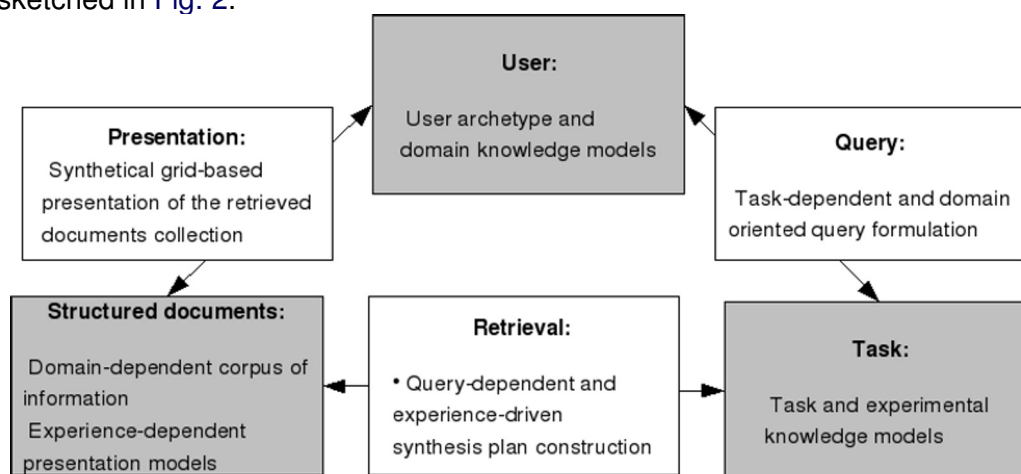 sketched in Fig. 2.
User:
User archetype and
domain knowledge models
Presentation:
Synthetical grid-based
presentation of the retrieved
documents collection
Query:
Task-dependent and domain
oriented query formulation
Structured documents:
Domain-dependent corpus of
information
Experience-dependent
presentation models
Retrieval:
• Query-dependent and
experience-driven
synthesis plan construction
Task:
Task and experimental
knowledge models